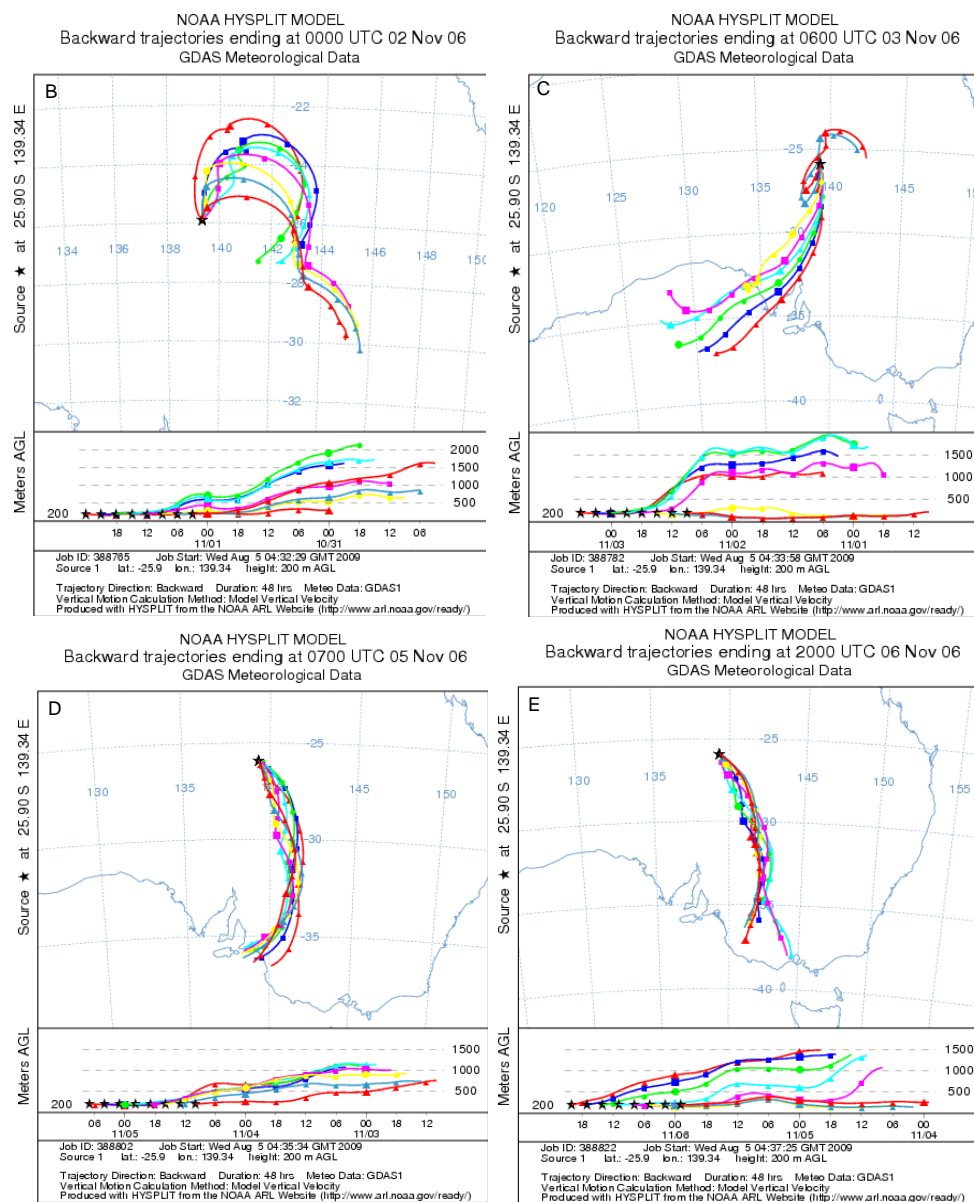 NOAA HYSPLIT MODEL
Backward trajectories ending at 0000 UTC 02 Nov 06
GDAS Meteorological Data
B
Source ★ at 25.90 S 139.34 E
-22
-24
-26
134 136 138 140 142 144 146 148 150
-28
-30
-32
Meters AGL
2000
1500
1000
500
200
18 12 06 00 18 12 06 00 18 12 06
11/01 10/31
Job ID: 388765 Job Start: Wed Aug 5 04:32:29 GMT 2009
Source 1 lat.: -25.9 lon.: 139.34 height: 200 m AGL
Trajectory Direction: Backward Duration: 48 hrs Meteo Data: GDAS1
Vertical Motion Calculation Method: Model Vertical Velocity
Produced with HYSPLIT from the NOAA ARL Website (http://www.arl.noaa.gov/ready/)
NOAA HYSPLIT MODEL
Backward trajectories ending at 0600 UTC 03 Nov 06
GDAS Meteorological Data
C
Source ★ at 25.90 S 139.34 E
-25
120 125 130 135 140 145 150
-30
-35
-40
Meters AGL
1500
1000
500
200
00 18 12 06 00 18 12 06 00 18 12
11/03 11/02 11/01
Job ID: 388782 Job Start: Wed Aug 5 04:33:58 GMT 2009
Source 1 lat.: -25.9 lon.: 139.34 height: 200 m AGL
Trajectory Direction: Backward Duration: 48 hrs Meteo Data: GDAS1
Vertical Motion Calculation Method: Model Vertical Velocity
Produced with HYSPLIT from the NOAA ARL Website (http://www.arl.noaa.gov/ready/)
NOAA HYSPLIT MODEL
Backward trajectories ending at 0700 UTC 05 Nov 06
GDAS Meteorological Data
D
Source ★ at 25.90 S 139.34 E
-25
130 135 140 145 150
-30
-35
Meters AGL
1500
1000
500
200
06 00 18 12 06 00 18 12 06 00 18 12
11/05 11/04 11/03
Job ID: 388802 Job Start: Wed Aug 5 04:35:34 GMT 2009
Source 1 lat.: -25.9 lon.: 139.34 height: 200 m AGL
Trajectory Direction: Backward Duration: 48 hrs Meteo Data: GDAS1
Vertical Motion Calculation Method: Model Vertical Velocity
Produced with HYSPLIT from the NOAA ARL Website (http://www.arl.noaa.gov/ready/)
NOAA HYSPLIT MODEL
Backward trajectories ending at 2000 UTC 06 Nov 06
GDAS Meteorological Data
E
Source ★ at 25.90 S 139.34 E
-25
130 135 140 145 150 155
-30
-35
-40
Meters AGL
1500
1000
500
200
18 12 06 00 18 12 06 00 18 12 06 00
11/06 11/05 11/04
Job ID: 388822 Job Start: Wed Aug 5 04:37:25 GMT 2009
Source 1 lat.: -25.9 lon.: 139.34 height: 200 m AGL
Trajectory Direction: Backward Duration: 48 hrs Meteo Data: GDAS1
Vertical Motion Calculation Method: Model Vertical Velocity
Produced with HYSPLIT from the NOAA ARL Website (http://www.arl.noaa.gov/ready/)